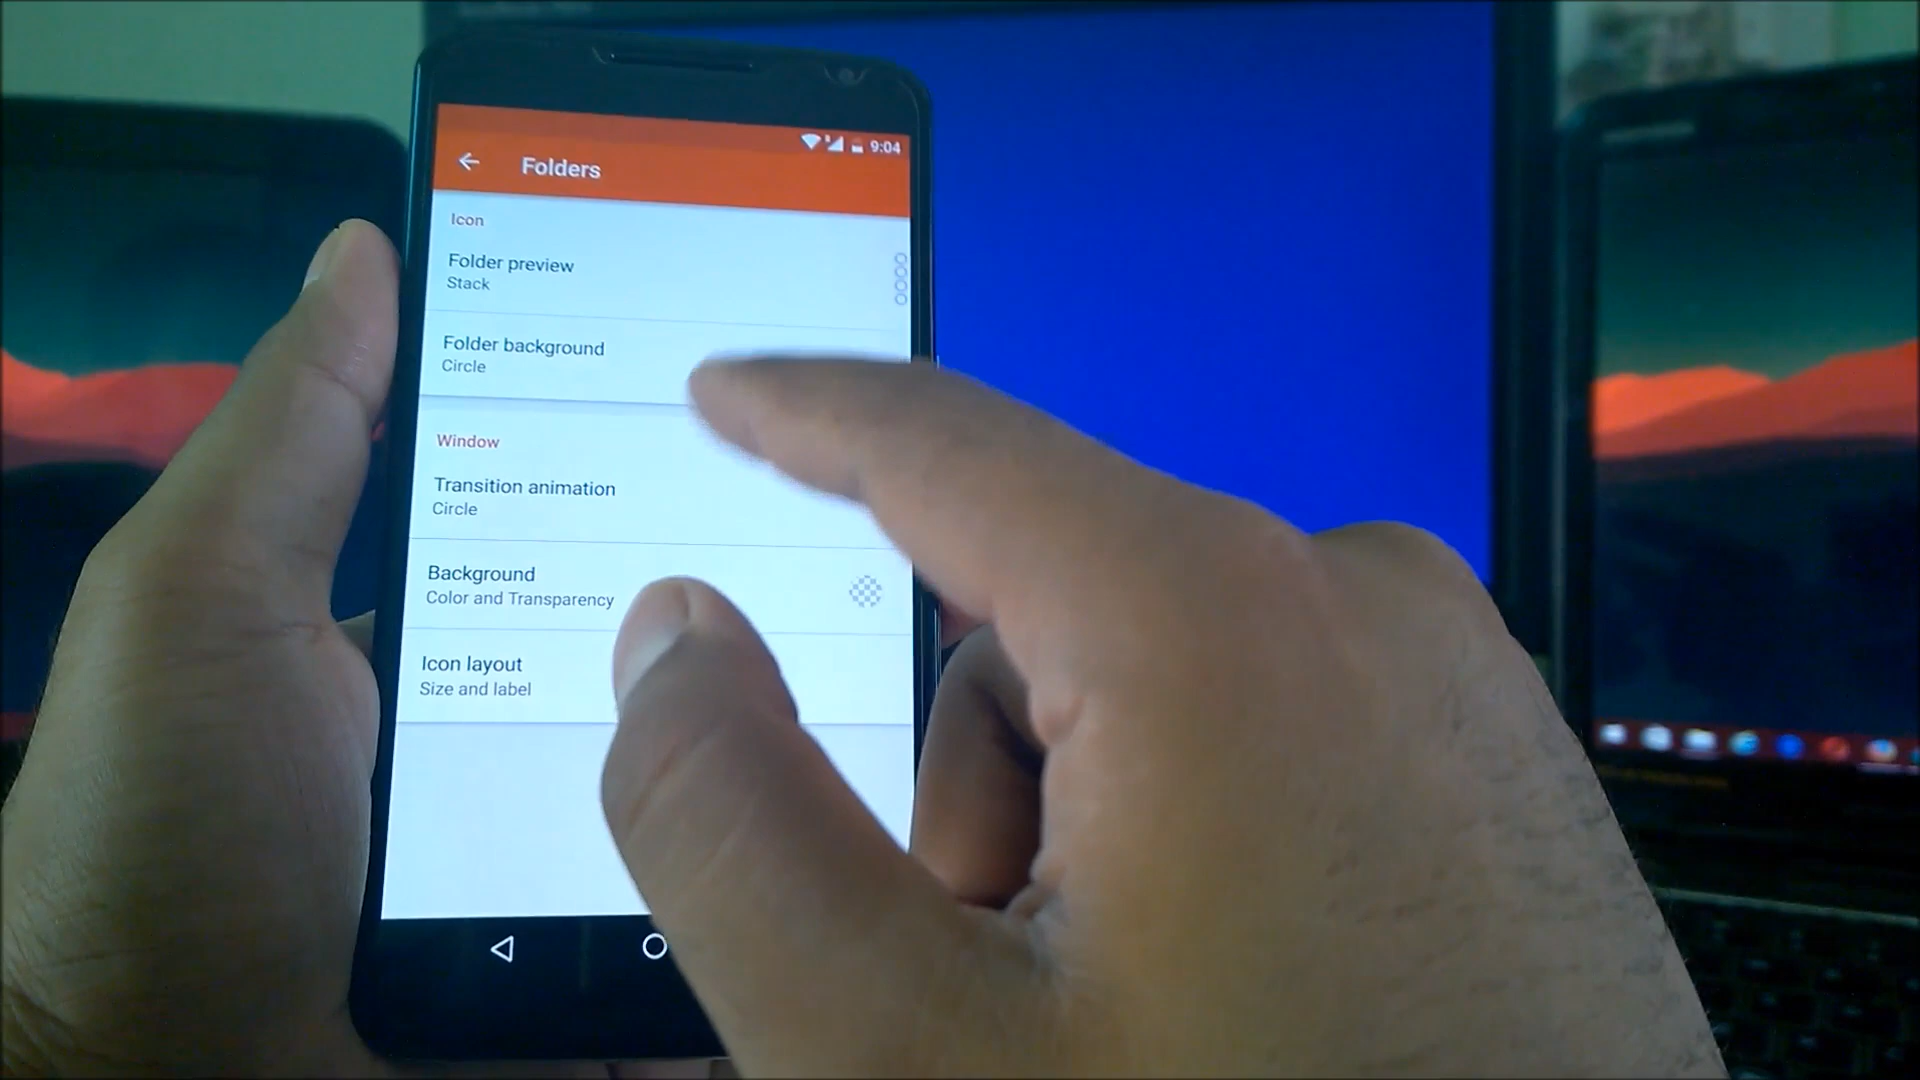 9:04
Folders
Icon
Folder preview
Stack
Folder background
Circle
Window
Transition animation
Circle
Background
Color and Transparency
Icon layout
Size and label